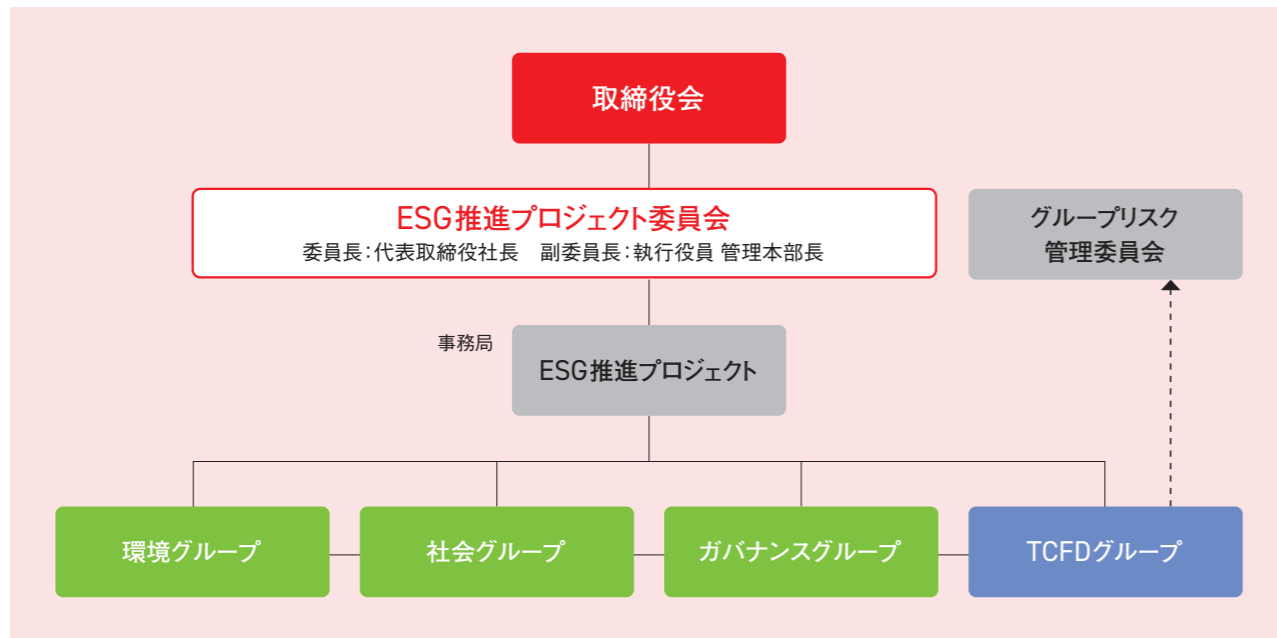 取締役会
ESG推進プロジェクト委員会
委員長:代表取締役社長　副委員長:執行役員 管理本部長
グループリスク
管理委員会
事務局
ESG推進プロジェクト
環境グループ
社会グループ
ガバナンスグループ
TCFDグループ